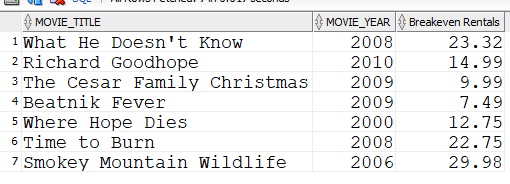 MOVIE_TITLE MOVIE_YEAR Breakeven Rentals
1 What He Doesn't Know 2008 23.32
2 Richard Goodhope 2010 14.99
3 The Cesar Family Christmas 2009 9.99
4 Beatnik Fever 2009 7.49
5 Where Hope Dies 2000 12.75
6 Time to Burn 2008 22.75
7 Smokey Mountain Wildlife 2006 29.98